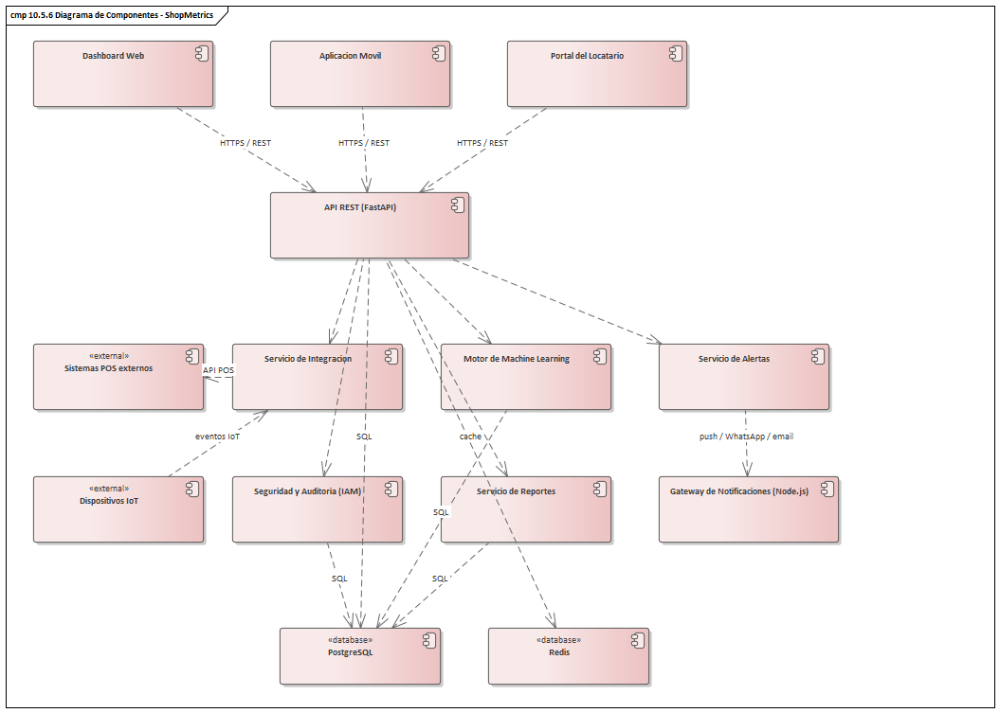 cmp 10.5.6 Diagrama de Componentes - ShopMetrics
Dashboard Web
Aplicacion Movil
Portal del Locatario
HTTPS / REST
HTTPS / REST
HTTPS / REST
API REST (FastAPI)
«external»
Sistemas POS externos
API POS
Servicio de Integracion
Motor de Machine Learning
Servicio de Alertas
eventos IoT
SQL
cache
push / WhatsApp / email
«external»
Dispositivos IoT
Seguridad y Auditoria (IAM)
Servicio de Reportes
Gateway de Notificaciones (Node.js)
SQL
SQL
SQL
«database»
PostgreSQL
«database»
Redis